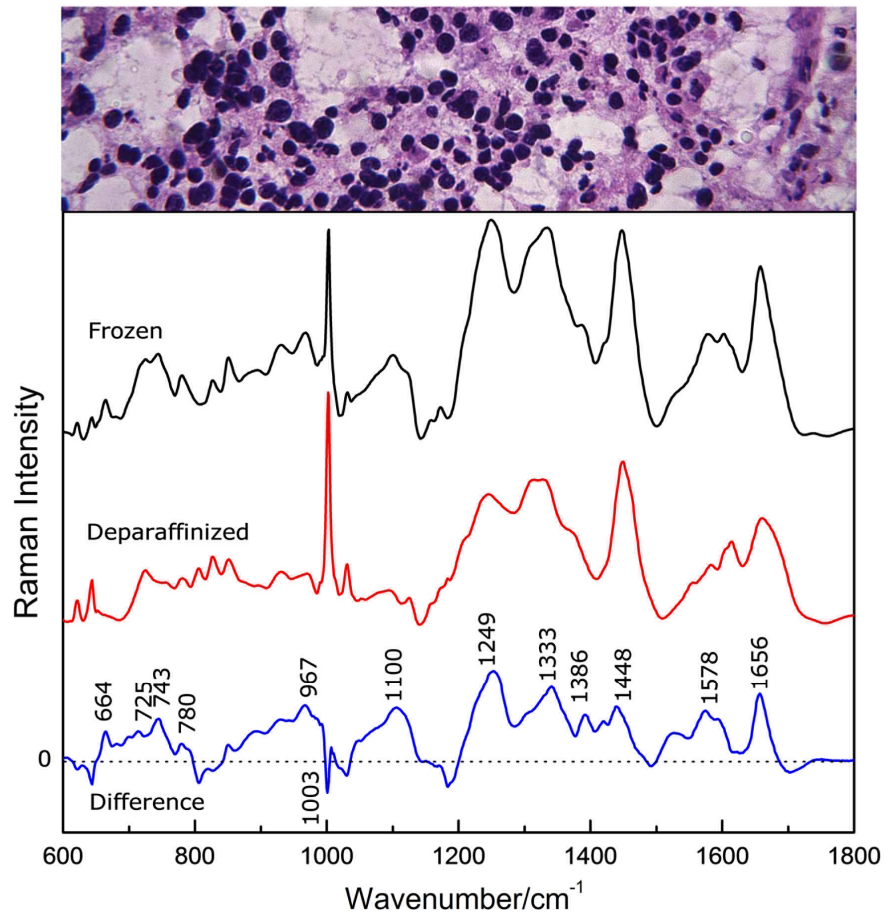 Frozen
Deparaffinized
664
725
743
780
967
1003
1100
1249
1333
1386
1448
1578
1656
0
Difference
600 800 1000 1200 1400 1600 1800
Raman Intensity
Wavenumber/cm⁻¹